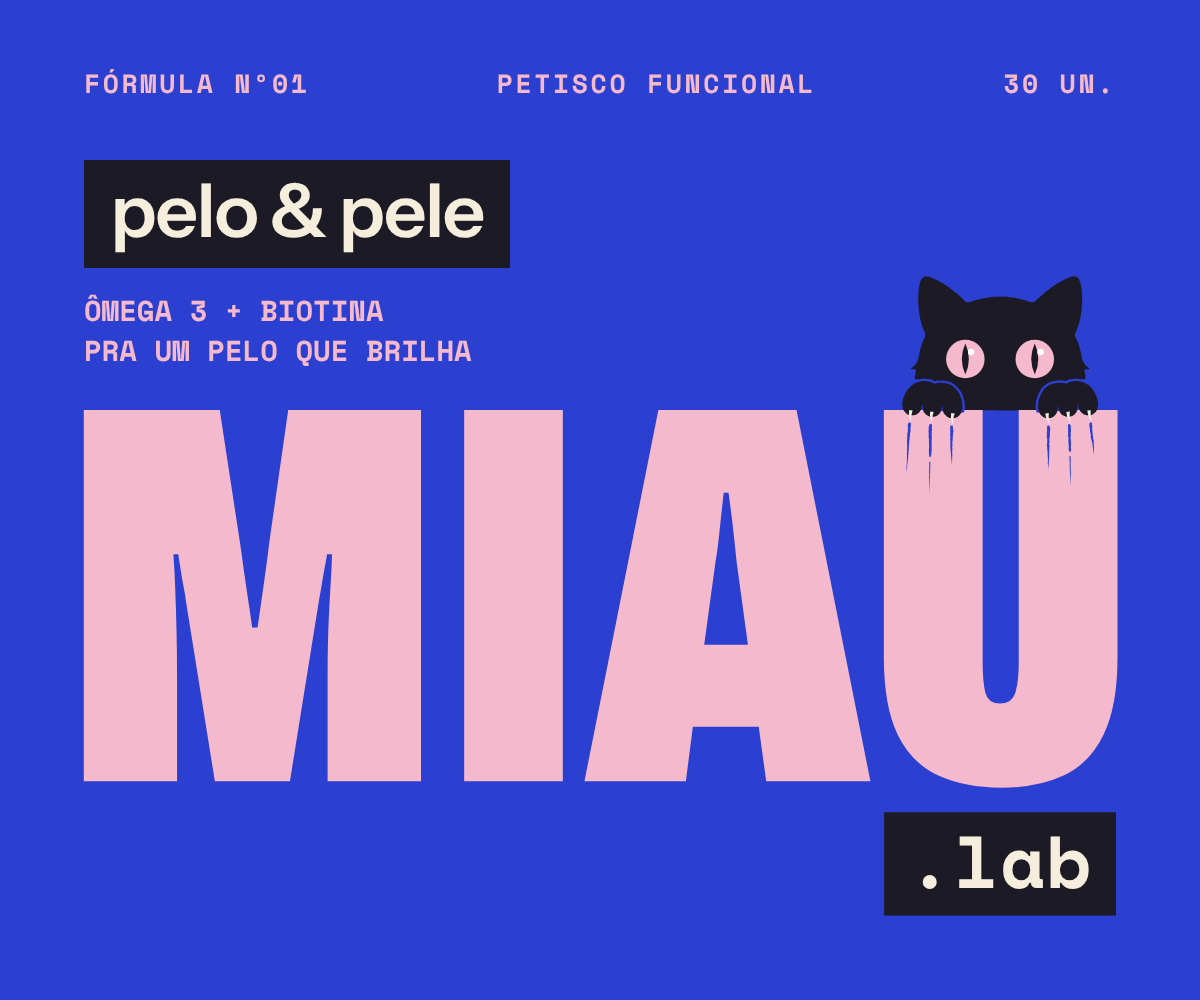 FÓRMULA N°01 PETISCO FUNCIONAL 30 UN.
pelo & pele
ÔMEGA 3 + BIOTINA
PRA UM PELO QUE BRILHA
MIAU
.lab